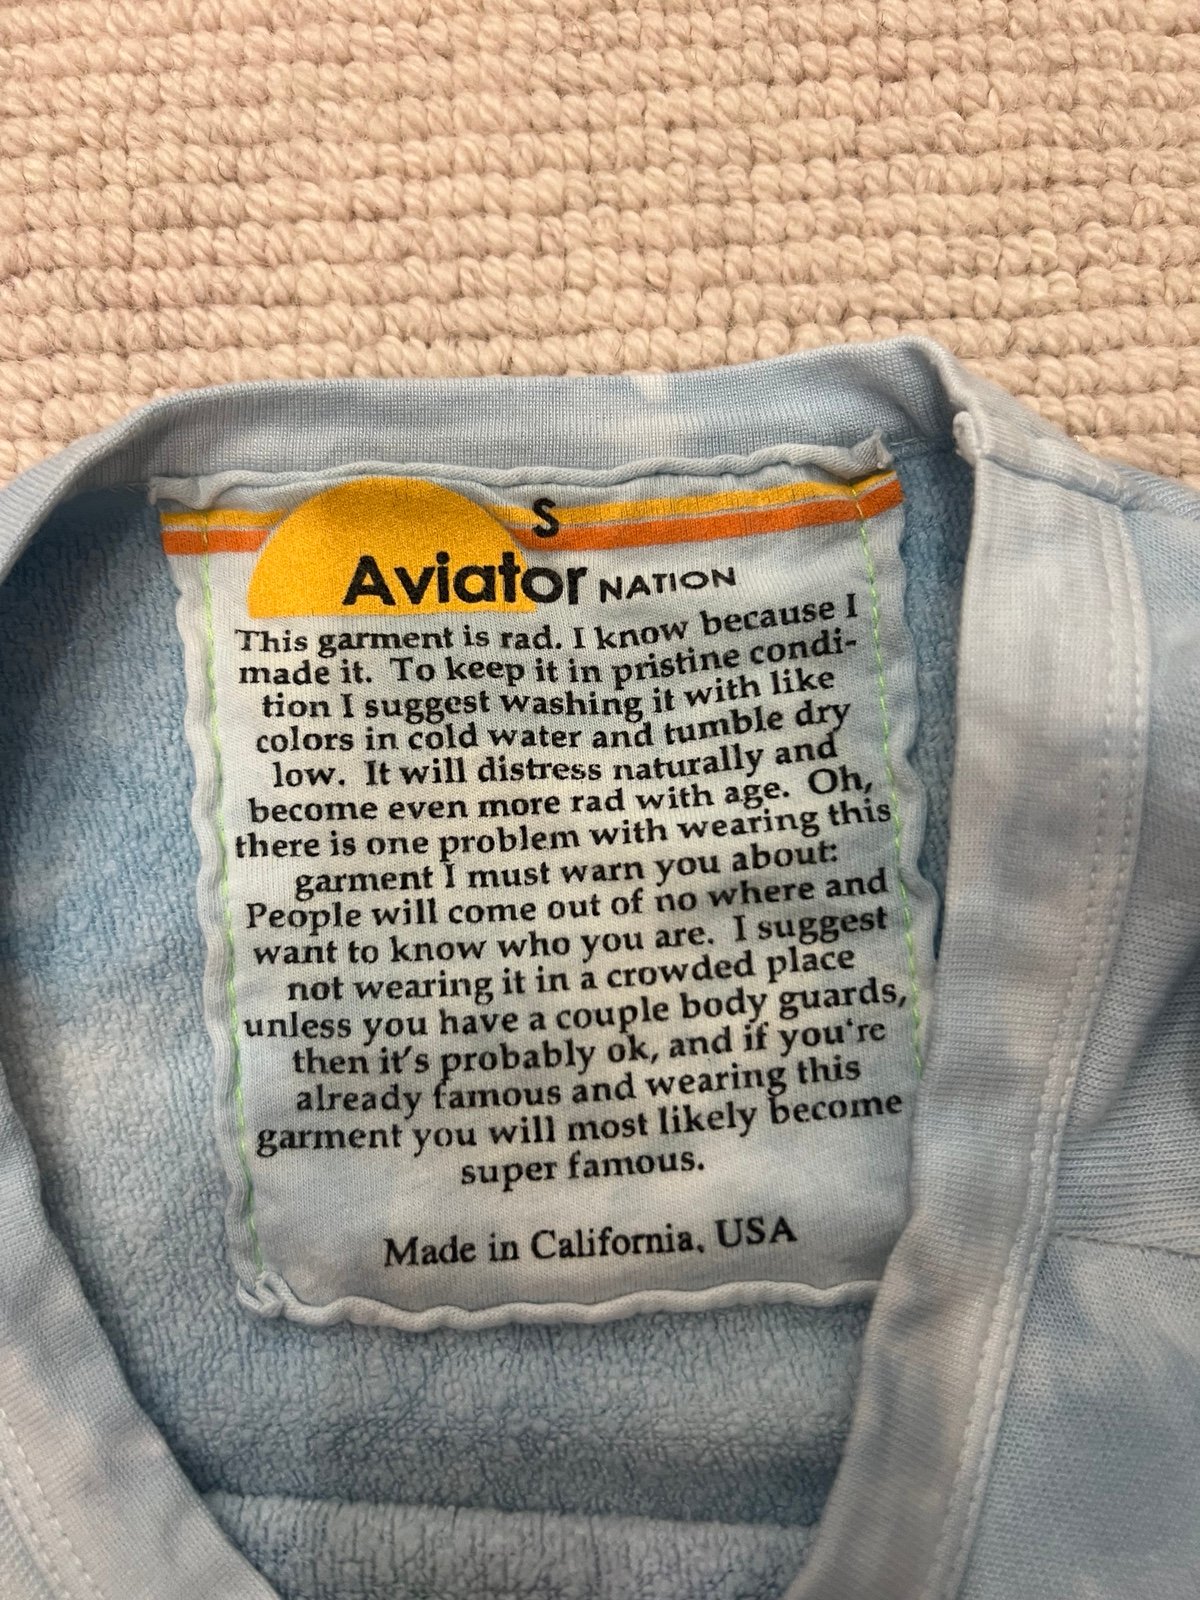 S
Aviator NATION
This garment is rad. I know because I
made it. To keep it in pristine condi-
tion I suggest washing it with like
colors in cold water and tumble dry
low. It will distress naturally and
become even more rad with age. Oh,
there is one problem with wearing this
garment I must warn you about:
People will come out of no where and
want to know who you are. I suggest
not wearing it in a crowded place
unless you have a couple body guards,
then it's probably ok, and if you're
already famous and wearing this
garment you will most likely become
super famous.
Made in California, USA